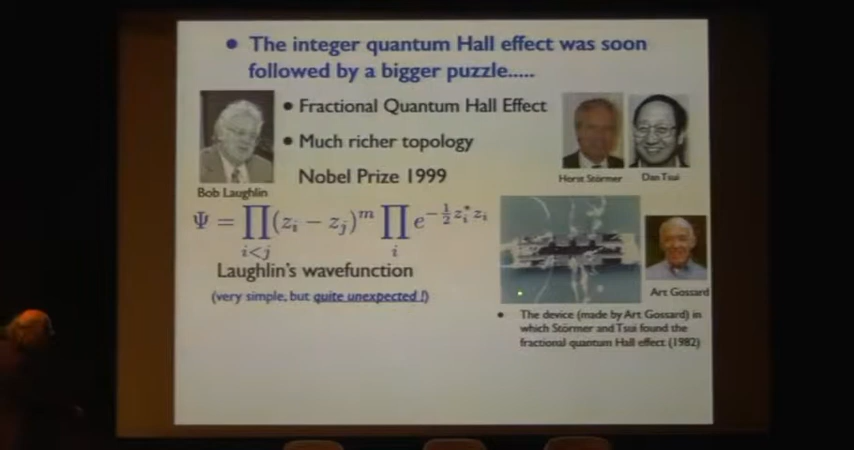 • The integer quantum Hall effect was soon
followed by a bigger puzzle.....
• Fractional Quantum Hall Effect
• Much richer topology
Nobel Prize 1999
Bob Laughlin
Horst Störmer
Dan Tsui
Ψ = ∏_{i<j} (z_i − z_j)^m ∏_i e^{−½ z_i^* z_i}
Laughlin's wavefunction
(very simple, but quite unexpected !)
Art Gossard
• The device (made by Art Gossard) in
which Störmer and Tsui found the
fractional quantum Hall effect (1982)